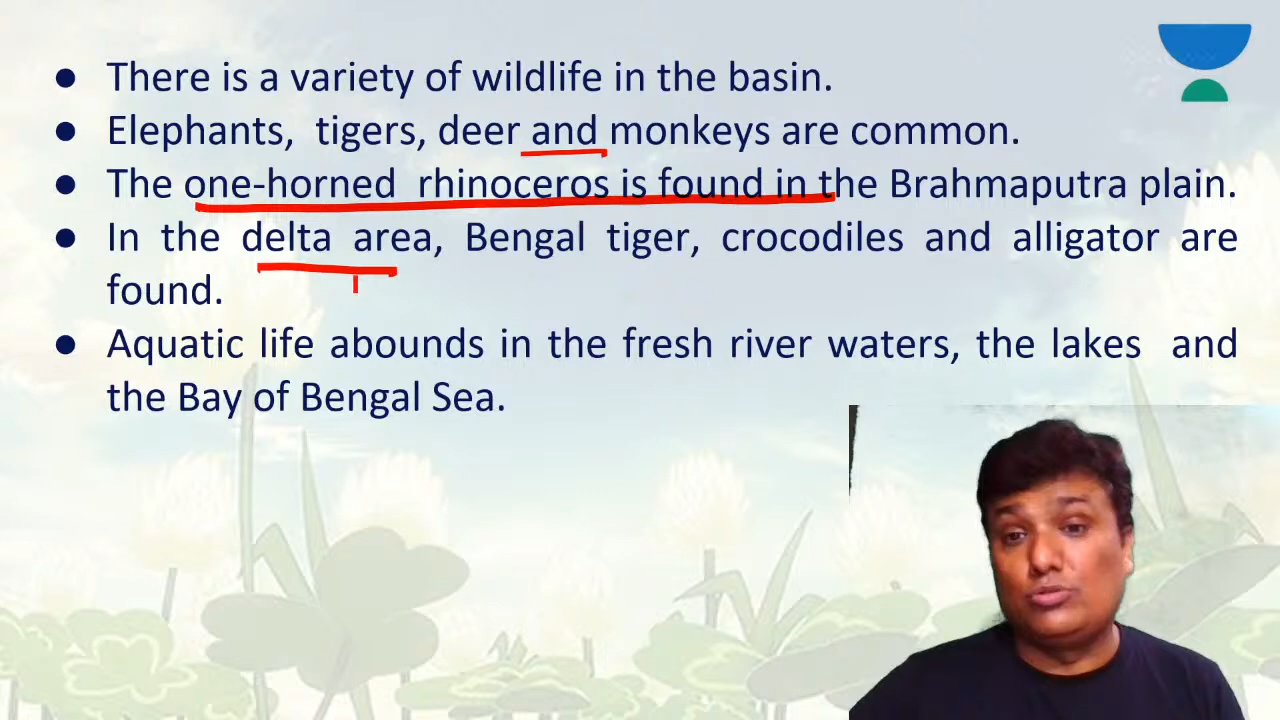 ● There is a variety of wildlife in the basin.
● Elephants, tigers, deer and monkeys are common.
● The one-horned rhinoceros is found in the Brahmaputra plain.
● In the delta area, Bengal tiger, crocodiles and alligator are
found.
● Aquatic life abounds in the fresh river waters, the lakes and
the Bay of Bengal Sea.